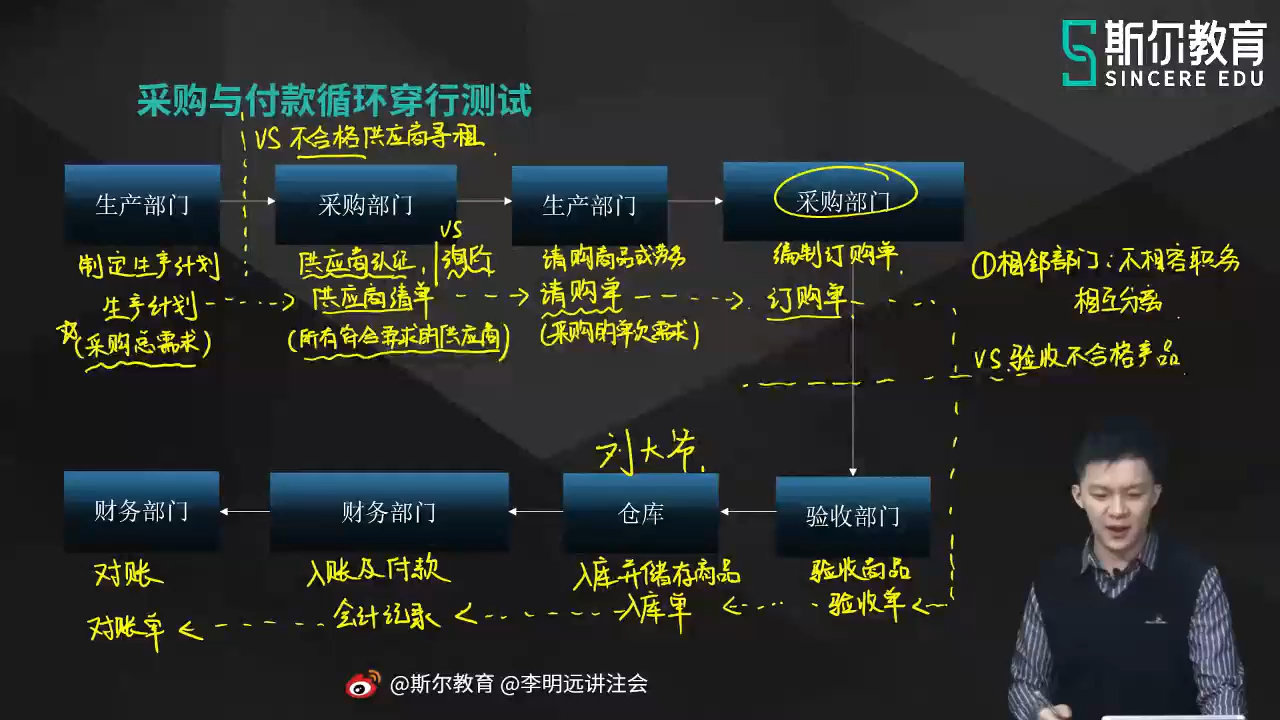 斯尔教育
SINCERE EDU
采购与付款循环穿行测试
VS 不合格供应商寻租.
生产部门
采购部门
生产部门
采购部门
制定生产计划
供应商认证,
VS
询价
请购商品或劳务
编制订购单.
生产计划
供应商清单
请购单
订购单
(采购总需求)
(所有符合要求的供应商)
(采购的单次需求)
①相邻部门:不相容职务
相互分离.
VS.验收不合格产品.
刘大爷.
财务部门
财务部门
仓库
验收部门
对账
入账及付款
入库并储存商品
验收商品
对账单
会计记录
入库单
验收单
@斯尔教育 @李明远讲注会